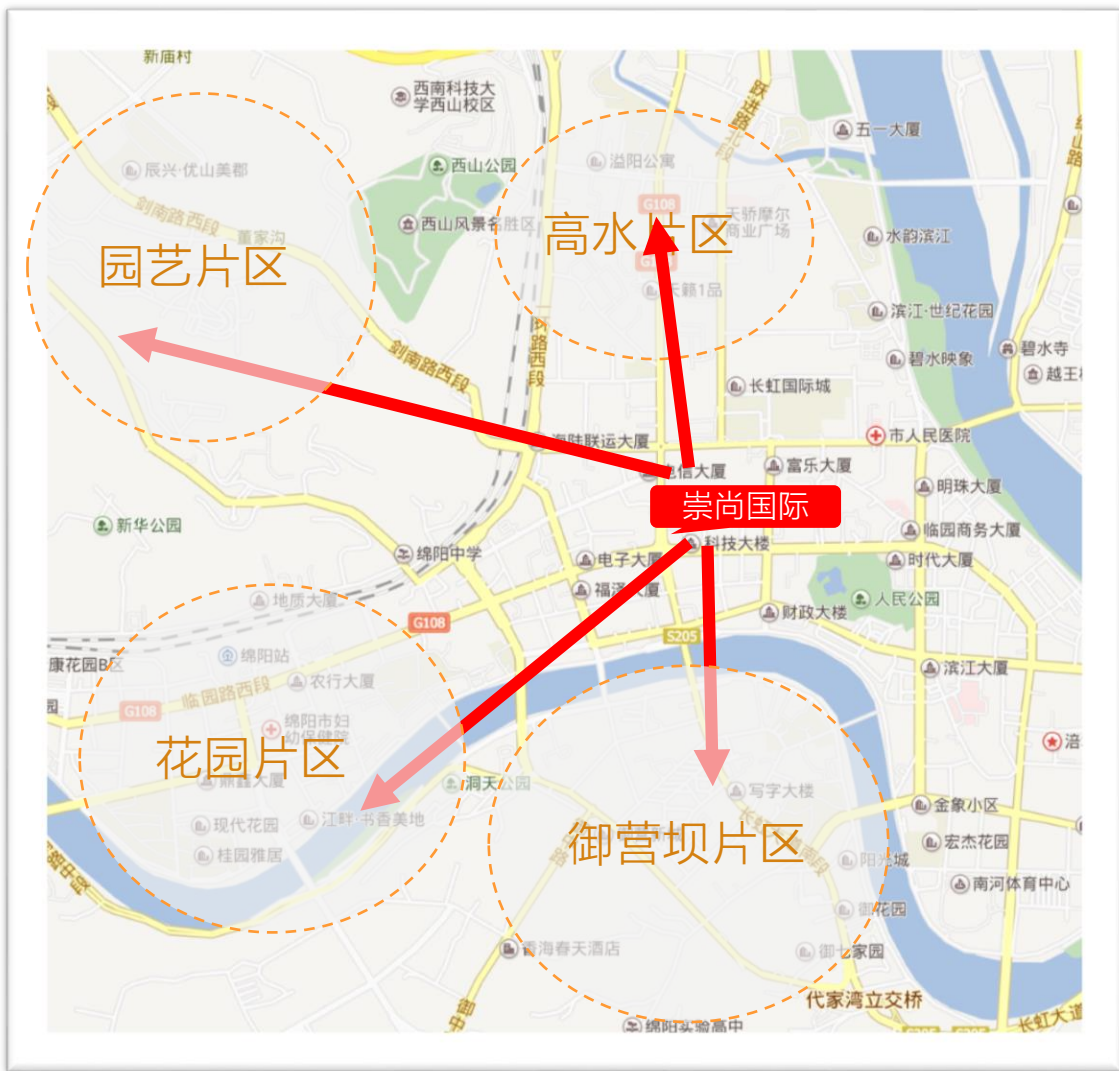 新庙村
西南科技大
学西山校区
跃进路
五一大厦
辰兴·优山美郡
西山公园
溢阳公寓
G108
剑南路西段
西山风景名胜区
天骄摩尔
商业广场
高水片区
董家沟
水韵滨江
园艺片区
天籁1品
滨江·世纪花园
碧水寺
剑南路西段
路西段
碧水映象
越王
长虹国际城
海陆联运大厦
市人民医院
电信大厦
富乐大厦
明珠大厦
崇尚国际
新华公园
临园商务大厦
绵阳中学
科技大楼
电子大厦
时代大厦
福泽大厦
地质大厦
人民公园
财政大楼
G108
S205
康花园B区
绵阳站
滨江大厦
农行大厦
临园路西段
园
G108
绵阳市妇
幼保健院
涪
花园片区
鼎鑫大厦
洞天公园
写字大楼
金象小区
现代花园
江畔·书香美地
御营坝片区
宏杰花园
桂园雅居
阳光城
南河体育中心
御花园
香海春天酒店
御七家园
代家湾立交桥
绵阳实验高中
长虹大道